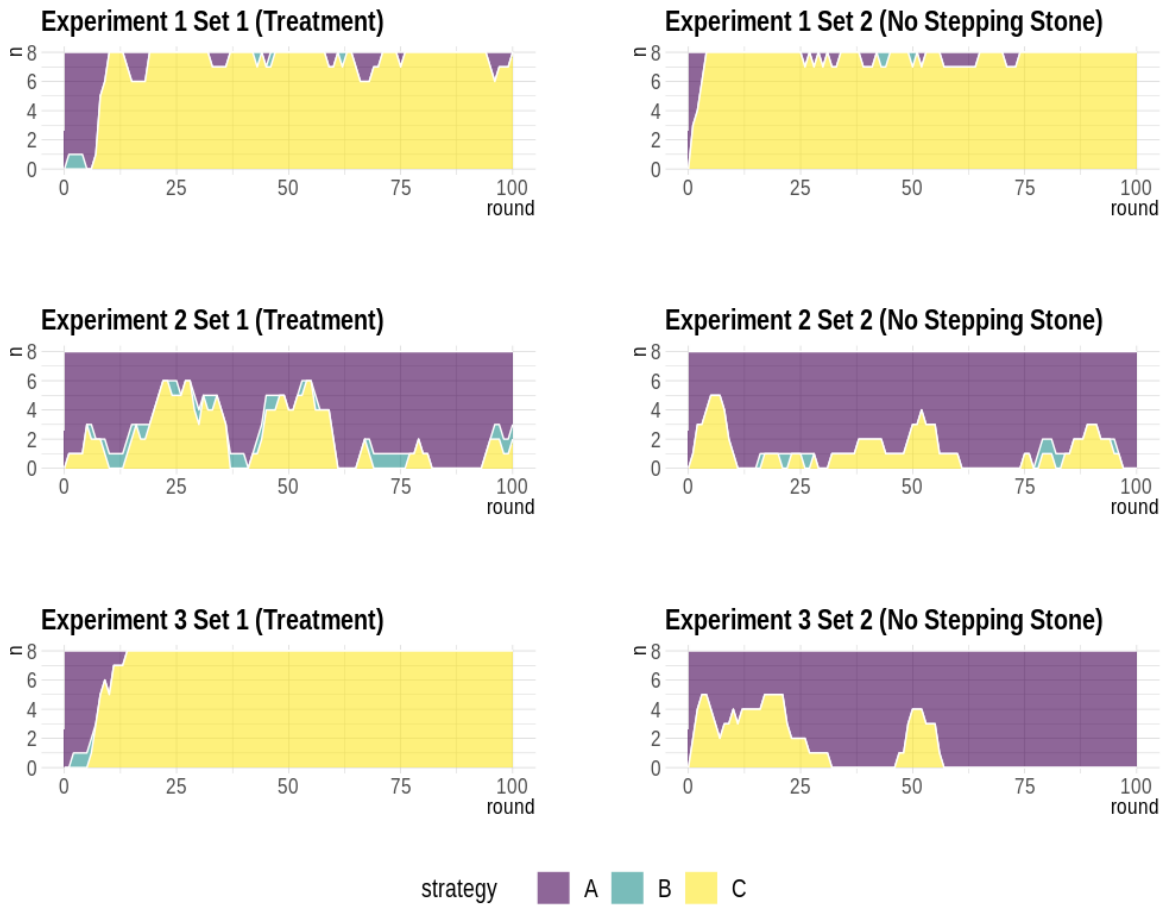 Experiment 1 Set 1 (Treatment)
n
8
6
4
2
0
0 25 50 75 100
round
Experiment 1 Set 2 (No Stepping Stone)
n
8
6
4
2
0
0 25 50 75 100
round
Experiment 2 Set 1 (Treatment)
n
8
6
4
2
0
0 25 50 75 100
round
Experiment 2 Set 2 (No Stepping Stone)
n
8
6
4
2
0
0 25 50 75 100
round
Experiment 3 Set 1 (Treatment)
n
8
6
4
2
0
0 25 50 75 100
round
Experiment 3 Set 2 (No Stepping Stone)
n
8
6
4
2
0
0 25 50 75 100
round
strategy A B C